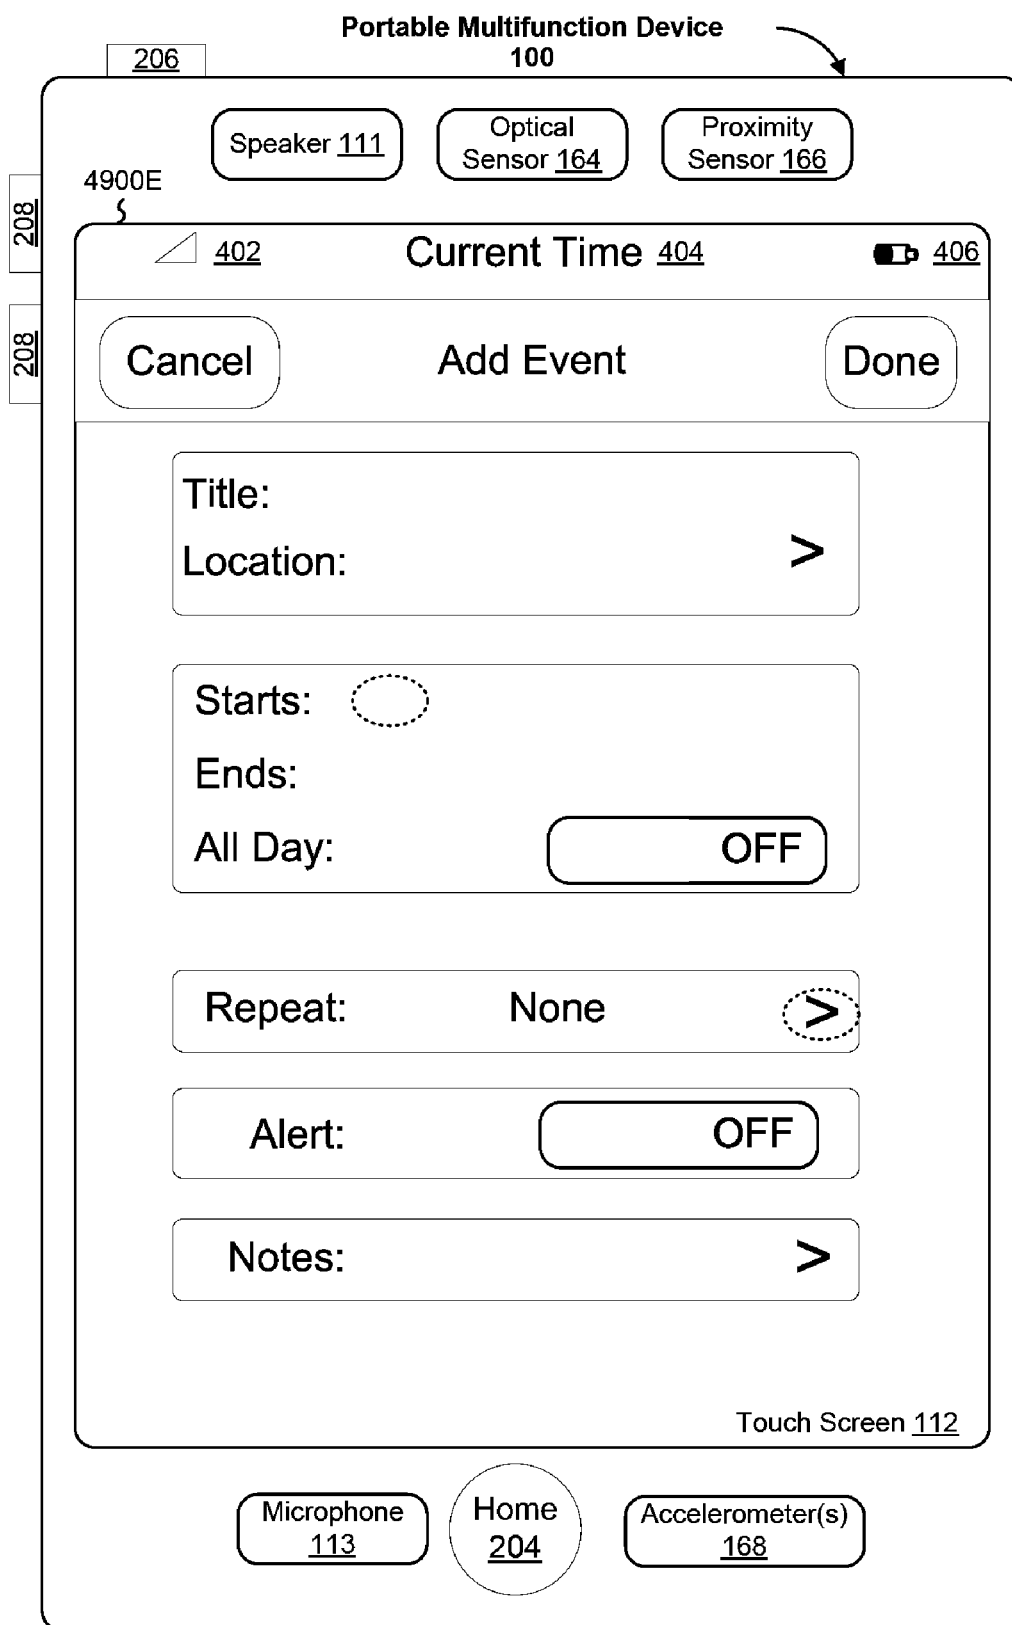 Portable Multifunction Device
100
206
Speaker 111
Optical
Sensor 164
Proximity
Sensor 166
4900E
208
208
402
Current Time 404
406
Cancel
Add Event
Done
Title:
Location:
>
Starts:
Ends:
All Day:
OFF
Repeat:
None
>
Alert:
OFF
Notes:
>
Touch Screen 112
Microphone
113
Home
204
Accelerometer(s)
168